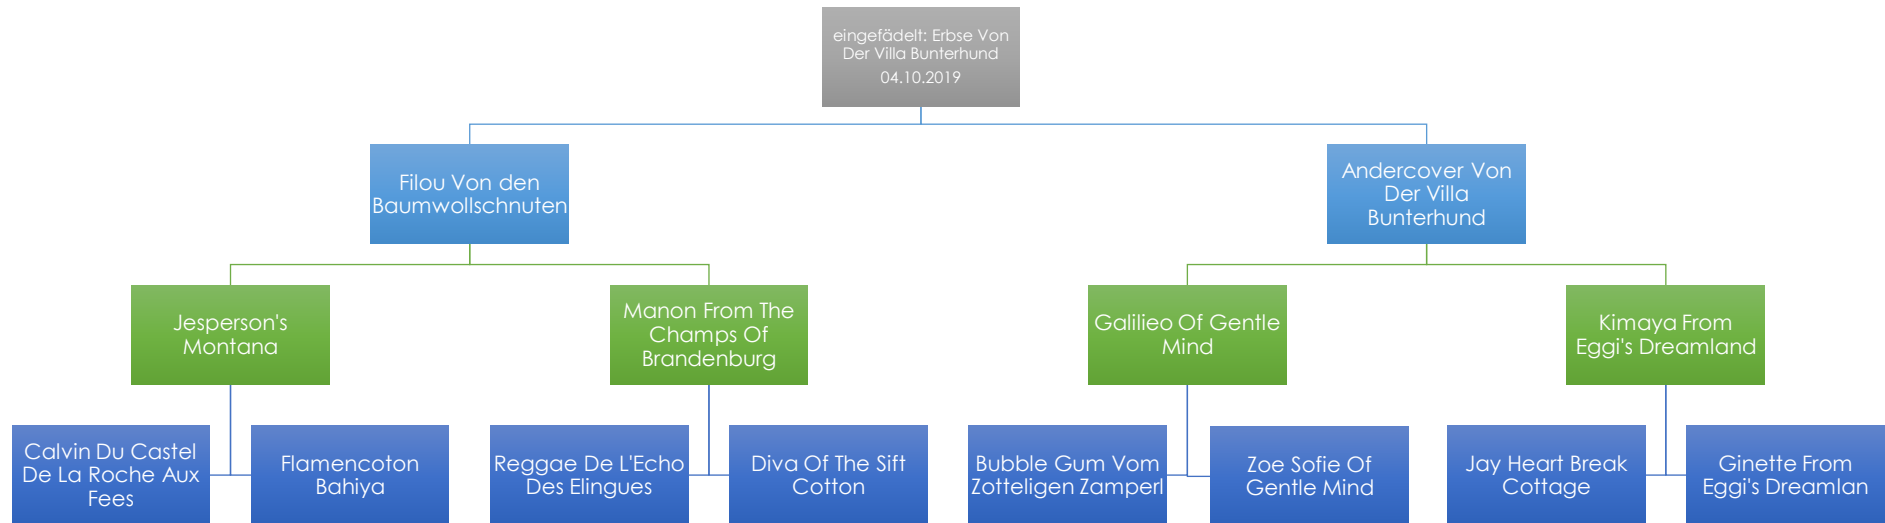 eingefädelt: Erbse Von
Der Villa Bunterhund
04.10.2019
Filou Von den
Baumwollschnuten
Andercover Von
Der Villa
Bunterhund
Jesperson's
Montana
Manon From The
Champs Of
Brandenburg
Galilieo Of Gentle
Mind
Kimaya From
Eggi's Dreamland
Calvin Du Castel
De La Roche Aux
Fees
Flamencoton
Bahiya
Reggae De L'Echo
Des Elingues
Diva Of The Sift
Cotton
Bubble Gum Vom
Zotteligen Zamperl
Zoe Sofie Of
Gentle Mind
Jay Heart Break
Cottage
Ginette From
Eggi's Dreamlan